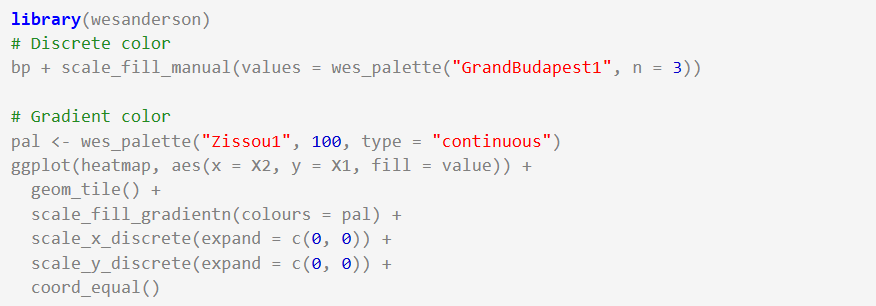 library(wesanderson)
# Discrete color
bp + scale_fill_manual(values = wes_palette("GrandBudapest1", n = 3))

# Gradient color
pal <- wes_palette("Zissou1", 100, type = "continuous")
ggplot(heatmap, aes(x = X2, y = X1, fill = value)) +
  geom_tile() +
  scale_fill_gradientn(colours = pal) +
  scale_x_discrete(expand = c(0, 0)) +
  scale_y_discrete(expand = c(0, 0)) +
  coord_equal()